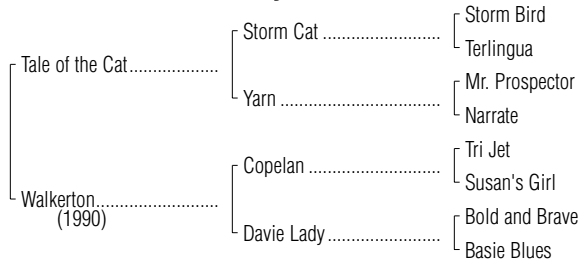 Storm Bird
Storm Cat ........................
Terlingua
Tale of the Cat..................
Mr. Prospector
Yarn .................................
Narrate
Tri Jet
Copelan ...........................
Susan's Girl
Walkerton.........................
(1990)
Bold and Brave
Davie Lady .......................
Basie Blues